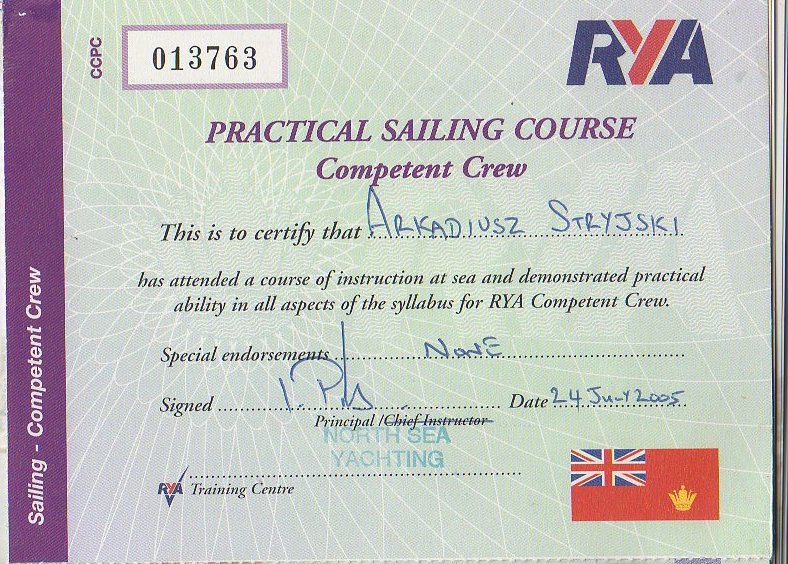 CCPC
013763
RYA
PRACTICAL SAILING COURSE
Competent Crew
This is to certify that ARKADIUSZ STRYJSKI
has attended a course of instruction at sea and demonstrated practical
ability in all aspects of the syllabus for RYA Competent Crew.
Special endorsements NONE
Signed Date 24 JULY 2005
Principal /Chief Instructor
NORTH SEA
YACHTING
RYA Training Centre
Sailing - Competent Crew